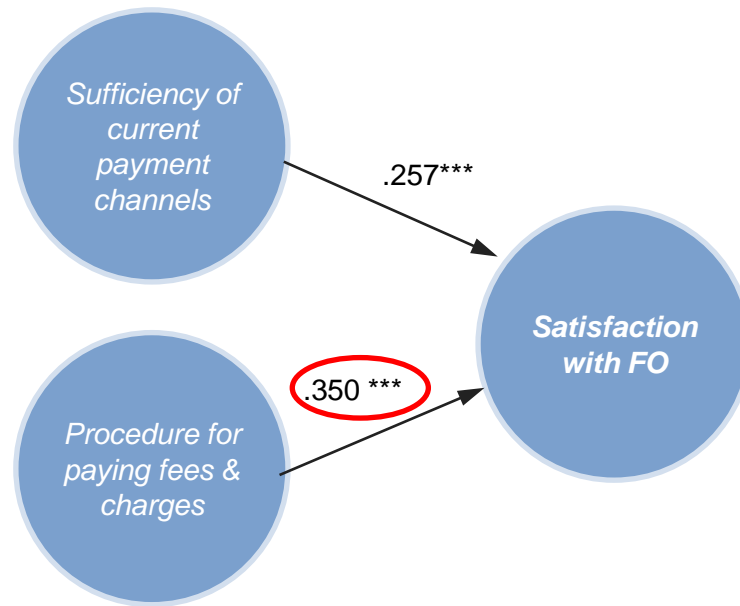 Sufficiency of
current
payment
channels
.257***
Satisfaction
with FO
.350 ***
Procedure for
paying fees &
charges